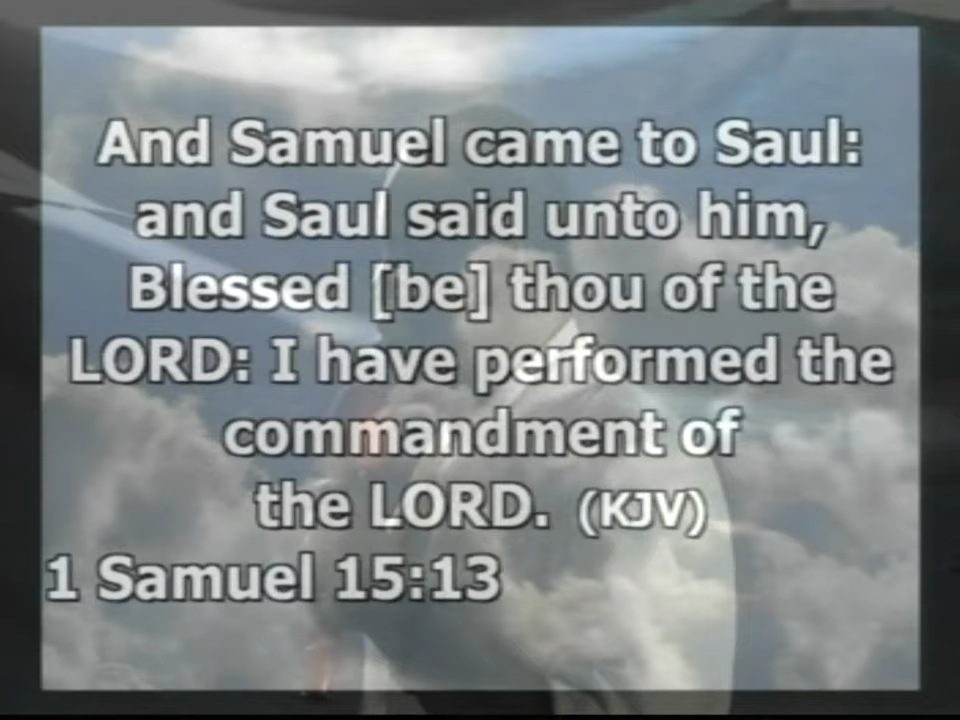 And Samuel came to Saul:
and Saul said unto him,
Blessed [be] thou of the
LORD: I have performed the
commandment of
the LORD. (KJV)
1 Samuel 15:13